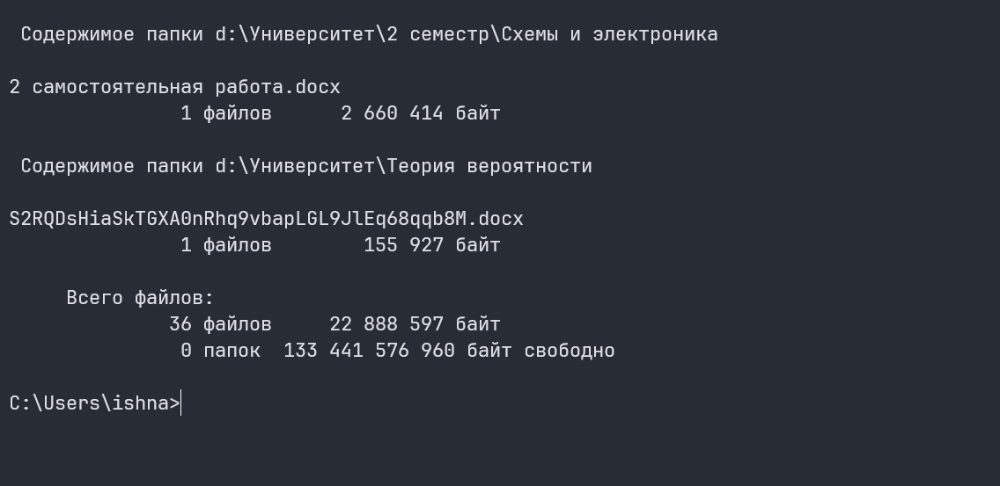 Содержимое папки d:\Университет\2 семестр\Схемы и электроника
2 самостоятельная работа.docx
1 файлов 2 660 414 байт
Содержимое папки d:\Университет\Теория вероятности
S2RQDsHiaSkTGXA0nRhq9vbapLGL9JlEq68qqb8M.docx
1 файлов 155 927 байт
Всего файлов:
36 файлов 22 888 597 байт
0 папок 133 441 576 960 байт свободно
C:\Users\ishna>